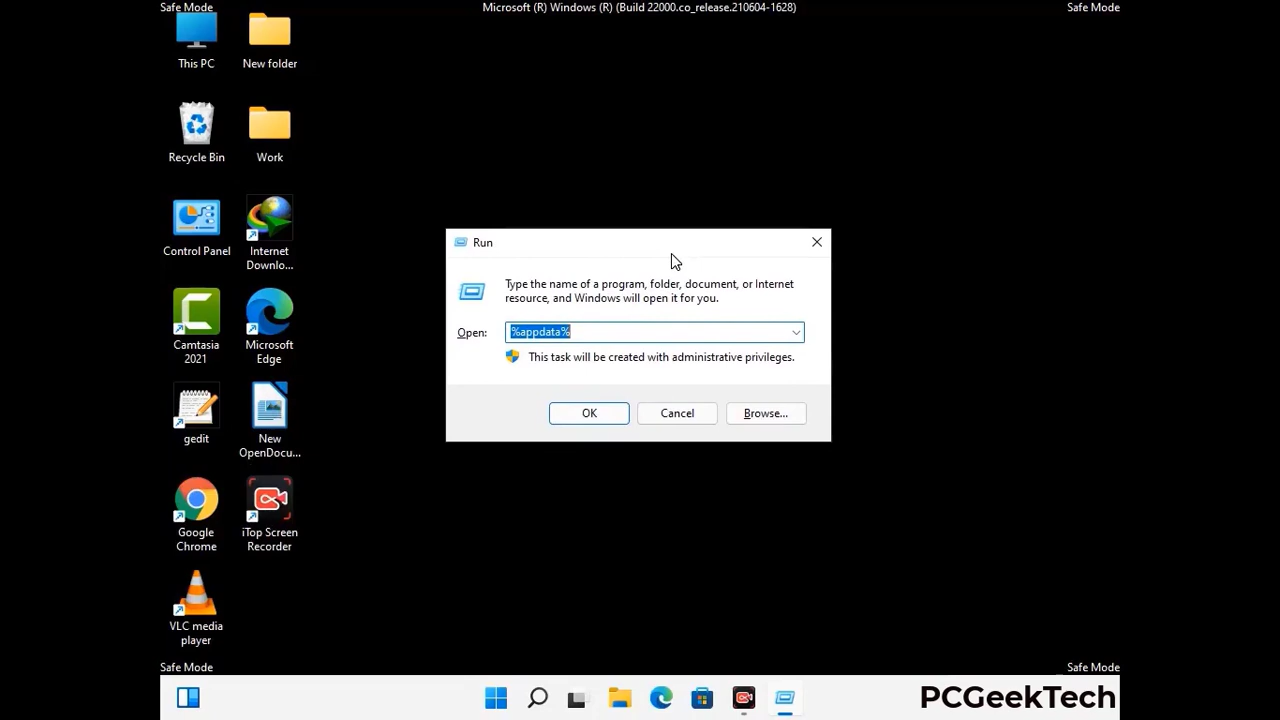 Safe Mode
Microsoft (R) Windows (R) (Build 22000.co_release.210604-1628)
Safe Mode
This PC
New folder
Recycle Bin
Work
Control Panel
Internet
Downlo...
Camtasia
2021
Microsoft
Edge
gedit
New
OpenDocu...
Google
Chrome
iTop Screen
Recorder
VLC media
player
Run
Type the name of a program, folder, document, or Internet
resource, and Windows will open it for you.
Open:
%appdata%
This task will be created with administrative privileges.
OK
Cancel
Browse...
Safe Mode
Safe Mode
PCGeekTech